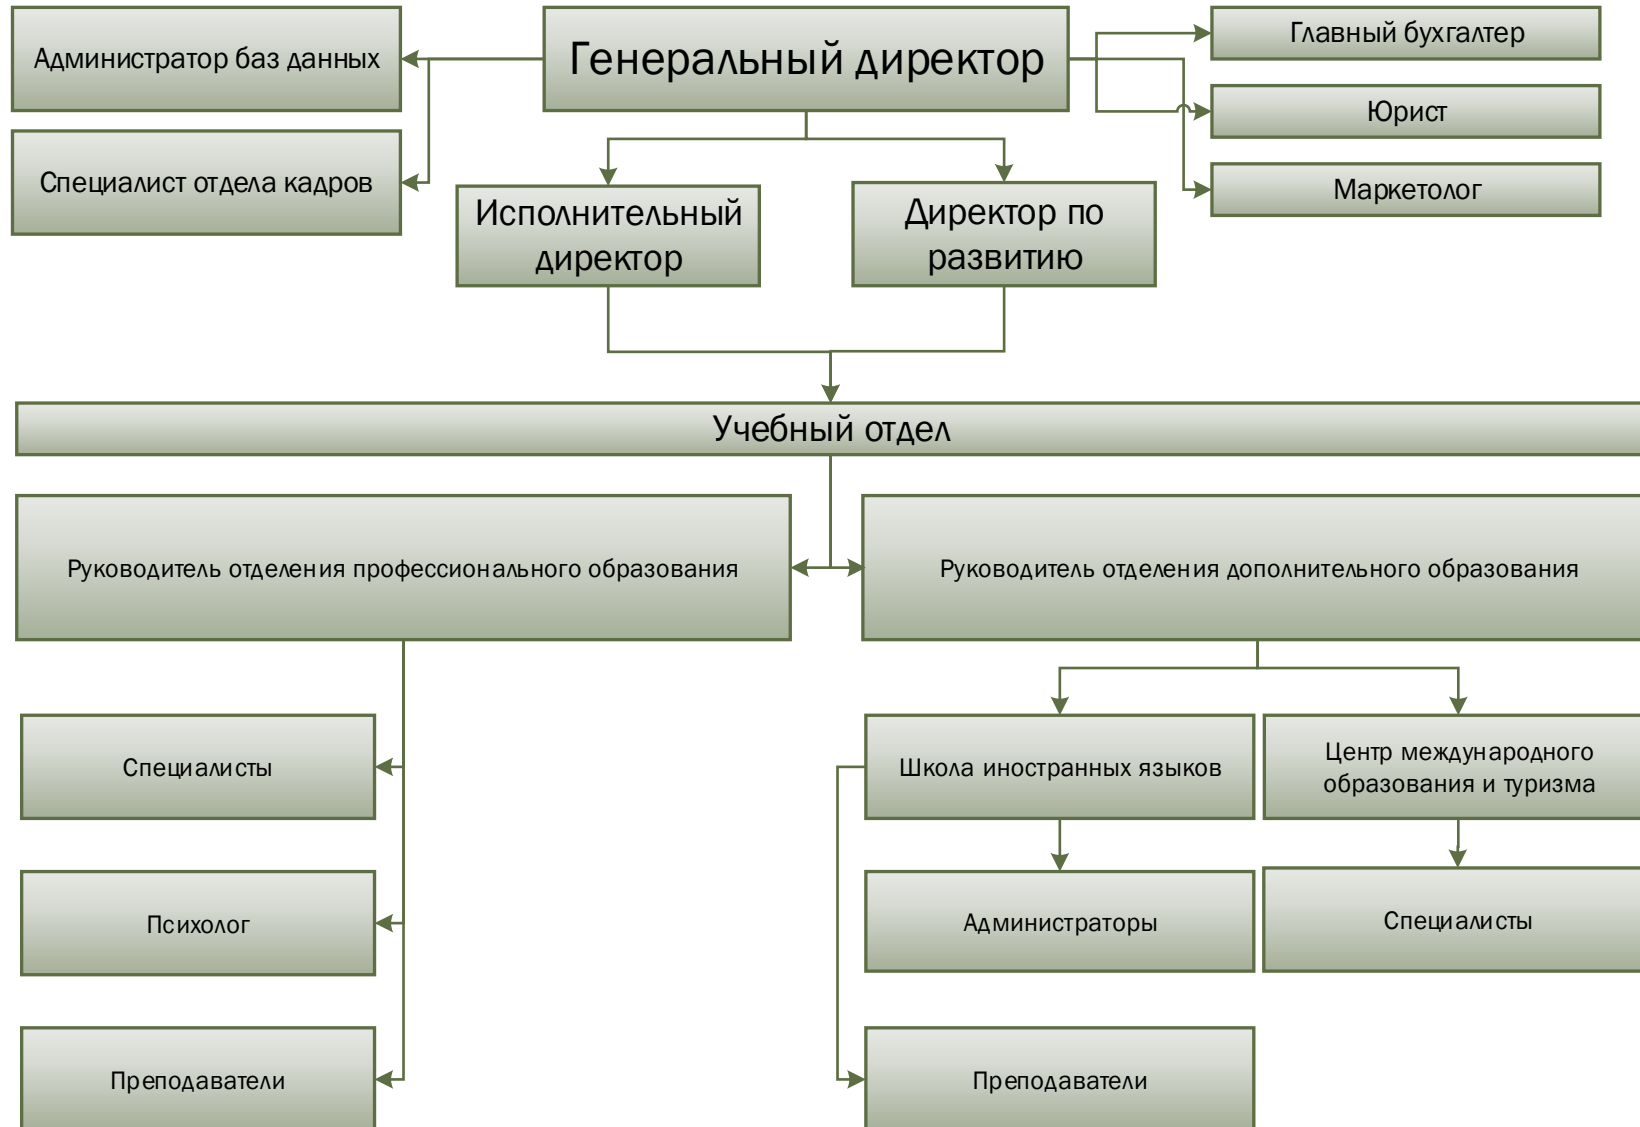 Администратор баз данных
Генеральный директор
Главный бухгалтер
Юрист
Специалист отдела кадров
Маркетолог
Исполнительный
директор
Директор по
развитию
Учебный отдел
Руководитель отделения профессионального образования
Руководитель отделения дополнительного образования
Специалисты
Школа иностранных языков
Центр международного
образования и туризма
Психолог
Администраторы
Специалисты
Преподаватели
Преподаватели